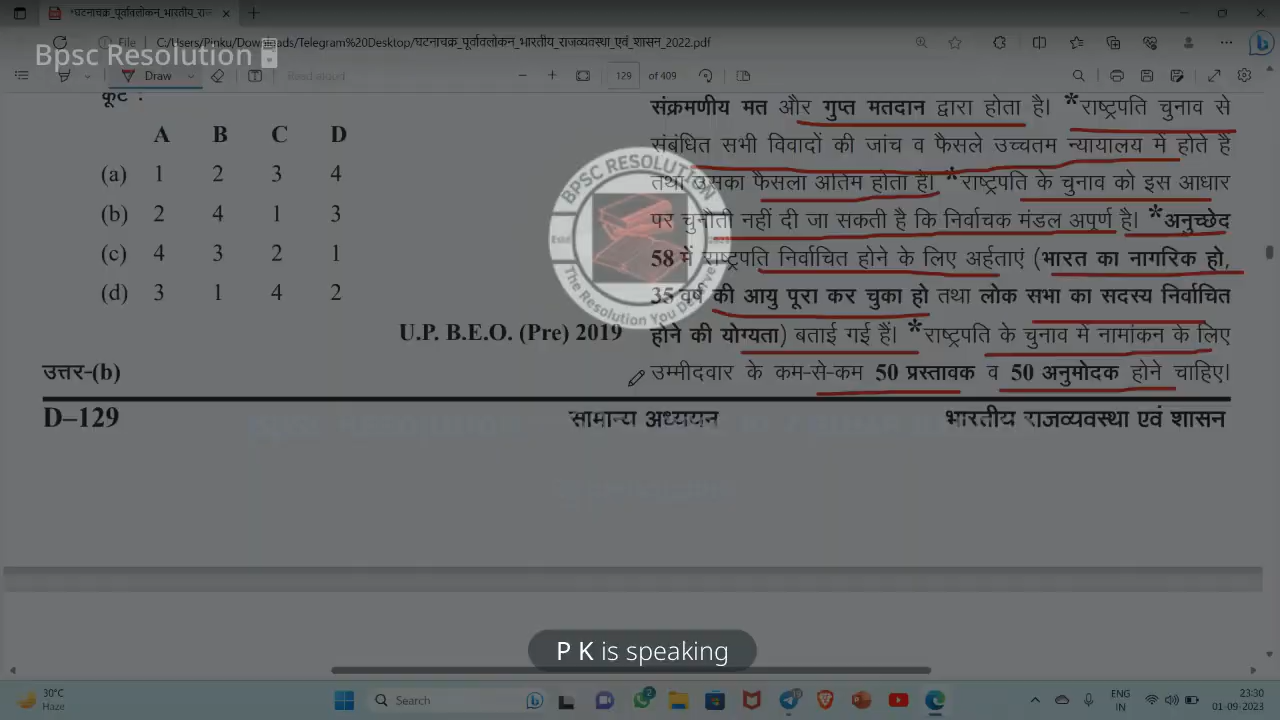 *घटनाचक्र_पूर्वावलोकन_भारतीय_राज
File C:/Users/Pinku/Downloads/Telegram%20Desktop/घटनाचक्र_पूर्वावलोकन_भारतीय_राजव्यवस्था_एवं_शासन_2022.pdf
Bpsc Resolution
Draw Read aloud 129 of 409
कूट :
A B C D
(a) 1 2 3 4
(b) 2 4 1 3
(c) 4 3 2 1
(d) 3 1 4 2
U.P. B.E.O. (Pre) 2019
उत्तर-(b)
संक्रमणीय मत और गुप्त मतदान द्वारा होता है। *राष्ट्रपति चुनाव से
संबंधित सभी विवादों की जांच व फैसले उच्चतम न्यायालय में होते हैं
तथा उसका फैसला अंतिम होता है। *राष्ट्रपति के चुनाव को इस आधार
पर चुनौती नहीं दी जा सकती है कि निर्वाचक मंडल अपूर्ण है। *अनुच्छेद
58 में राष्ट्रपति निर्वाचित होने के लिए अर्हताएं (भारत का नागरिक हो,
35 वर्ष की आयु पूरा कर चुका हो तथा लोक सभा का सदस्य निर्वाचित
होने की योग्यता) बताई गई हैं। *राष्ट्रपति के चुनाव में नामांकन के लिए
उम्मीदवार के कम-से-कम 50 प्रस्तावक व 50 अनुमोदक होने चाहिए।
BPSC RESOLUTION
The Resolution You Deserve
D–129 सामान्य अध्ययन भारतीय राजव्यवस्था एवं शासन
P K is speaking
30°C
Haze
Search
2
ENG
IN
23:30
01-09-2023